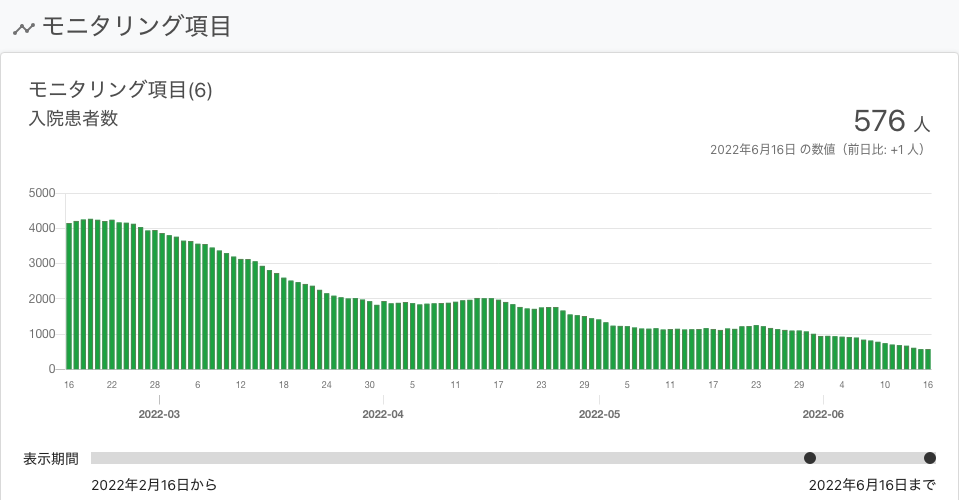 モニタリング項目
モニタリング項目(6)
入院患者数
576 人
2022年6月16日 の数値（前日比: +1 人）
5000
4000
3000
2000
1000
0
16 22 28 6 12 18 24 30 5 11 17 23 29 5 11 17 23 29 4 10 16
2022-03 2022-04 2022-05 2022-06
表示期間
2022年2月16日から 2022年6月16日まで